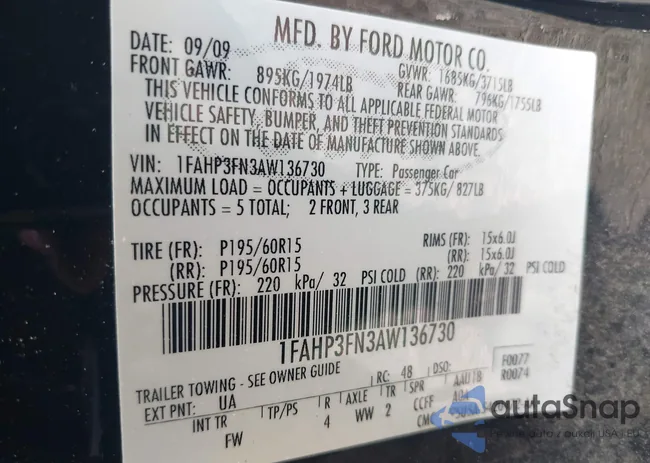 MFD. BY FORD MOTOR CO.
DATE: 09/09 GVWR: 1685KG/3715LB
FRONT GAWR: 895KG/1974LB REAR GAWR: 796KG/1755LB
THIS VEHICLE CONFORMS TO ALL APPLICABLE FEDERAL MOTOR
VEHICLE SAFETY, BUMPER, AND THEFT PREVENTION STANDARDS
IN EFFECT ON THE DATE OF MANUFACTURE SHOWN ABOVE.
VIN: 1FAHP3FN3AW136730 TYPE: Passenger Car
MAXIMUM LOAD = OCCUPANTS + LUGGAGE = 375KG/ 827LB
OCCUPANTS = 5 TOTAL; 2 FRONT, 3 REAR
TIRE (FR): P195/60R15 RIMS (FR): 15x6.0J
(RR): P195/60R15 (RR): 15x6.0J
PRESSURE (FR): 220 kPa/ 32 PSI COLD (RR): 220 kPa/ 32 PSI COLD
1FAHP3FN3AW136730
F0077
R0074
TRAILER TOWING - SEE OWNER GUIDE RC: 48 DSO:
EXT PNT: UA TP/PS R AXLE TR SPR AAU1B
INT TR FW 4 WW 2 CCFF
CMC
autoSnap